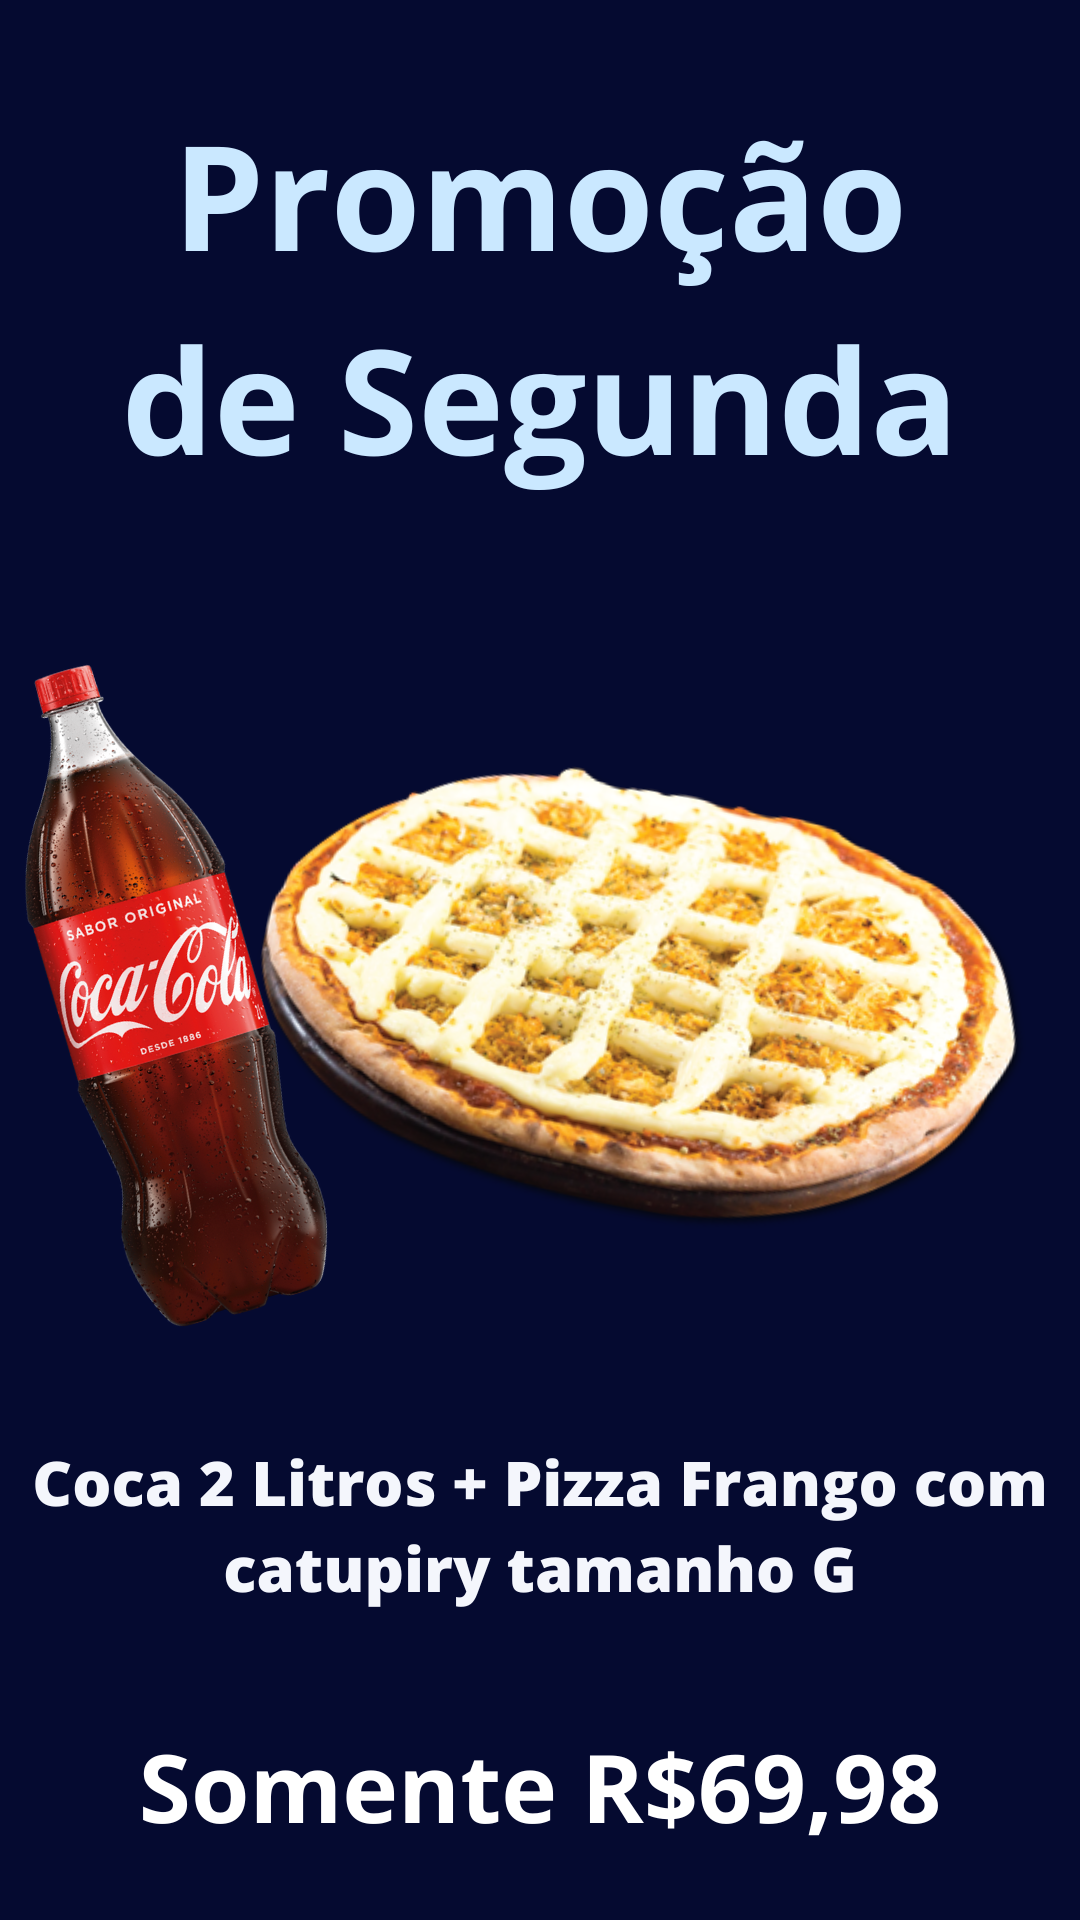 Promoção
de Segunda
SABOR ORIGINAL
Coca-Cola
DESDE 1886
Coca 2 Litros + Pizza Frango com
catupiry tamanho G
Somente R$69,98